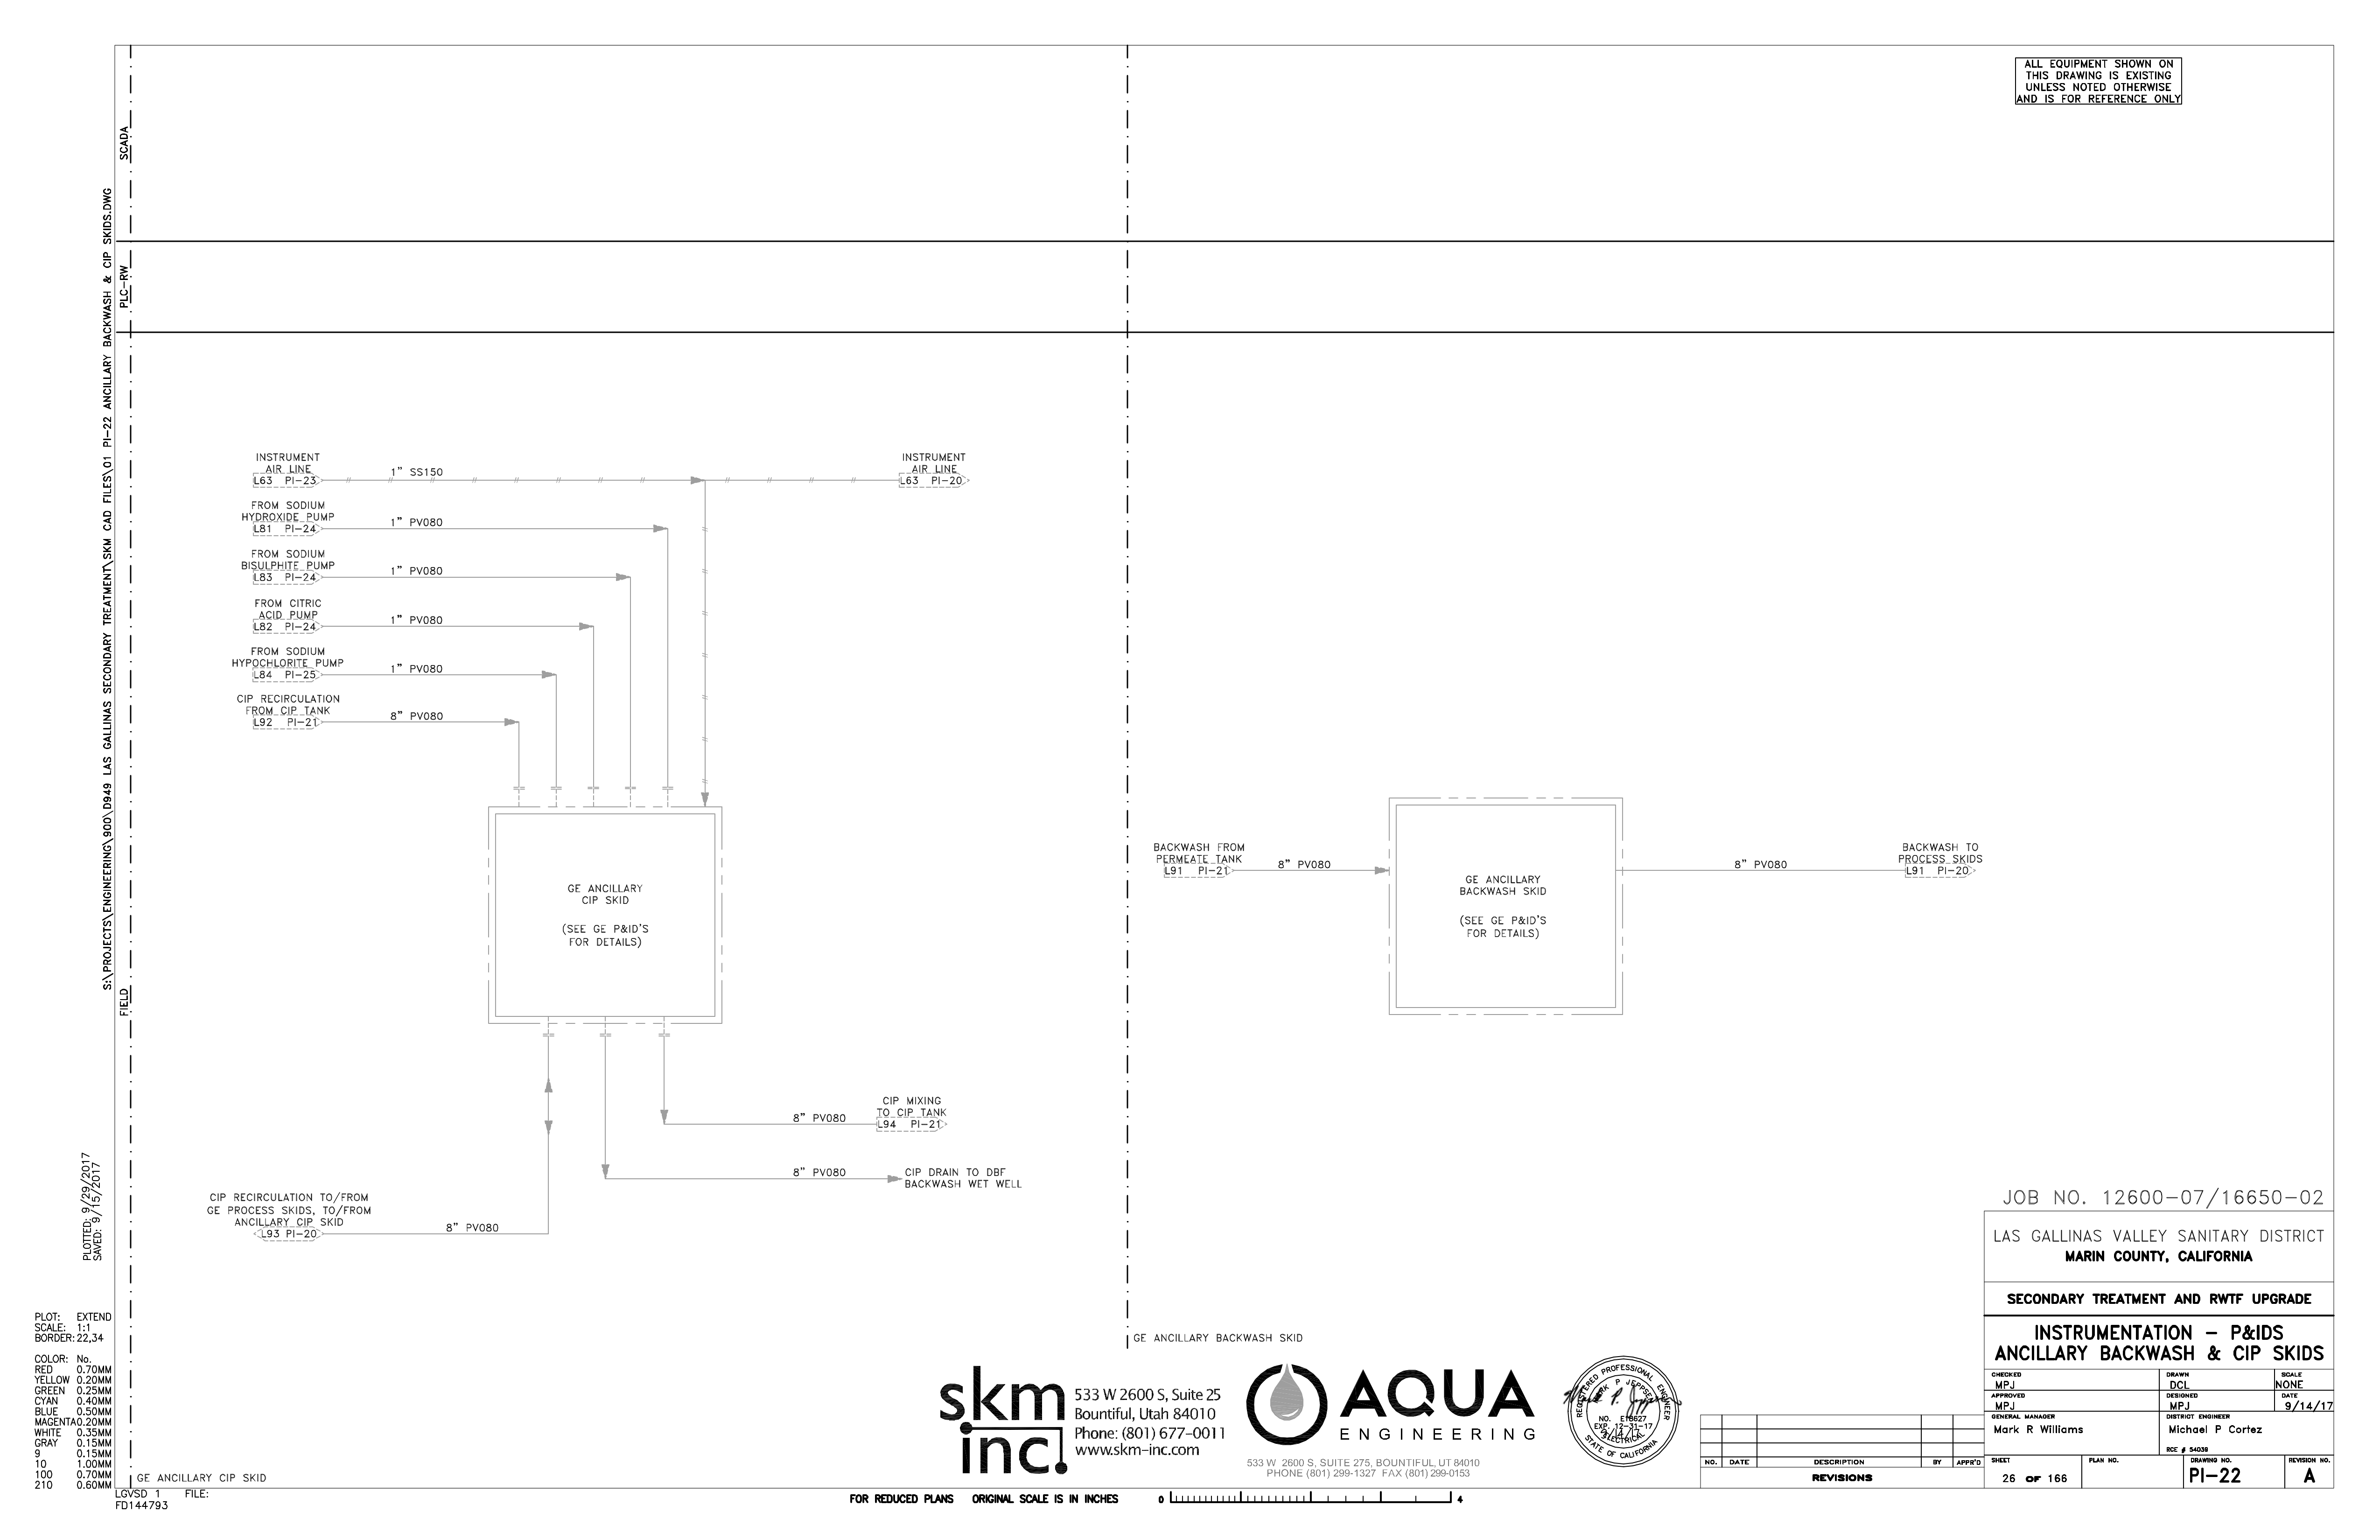 ALL EQUIPMENT SHOWN ON
THIS DRAWING IS EXISTING
UNLESS NOTED OTHERWISE
AND IS FOR REFERENCE ONLY
SCADA
PLC-RW
FIELD
S:\PROJECTS\ENGINEERING\900\D949 LAS GALLINAS SECONDARY TREATMENT\SKM CAD FILES\01 PI-22 ANCILLARY BACKWASH & CIP SKIDS.DWG
INSTRUMENT
AIR LINE
L63 PI-23
1" SS150
INSTRUMENT
AIR LINE
L63 PI-20
FROM SODIUM
HYDROXIDE PUMP
L81 PI-24
1" PV080
FROM SODIUM
BISULPHITE PUMP
L83 PI-24
1" PV080
FROM CITRIC
ACID PUMP
L82 PI-24
1" PV080
FROM SODIUM
HYPOCHLORITE PUMP
L84 PI-25
1" PV080
CIP RECIRCULATION
FROM CIP TANK
L92 PI-21
8" PV080
GE ANCILLARY
CIP SKID
(SEE GE P&ID'S
FOR DETAILS)
BACKWASH FROM
PERMEATE TANK
L91 PI-21
8" PV080
GE ANCILLARY
BACKWASH SKID
(SEE GE P&ID'S
FOR DETAILS)
8" PV080
BACKWASH TO
PROCESS SKIDS
L91 PI-20
CIP MIXING
TO CIP TANK
8" PV080
L94 PI-21
8" PV080
CIP DRAIN TO DBF
BACKWASH WET WELL
CIP RECIRCULATION TO/FROM
GE PROCESS SKIDS, TO/FROM
ANCILLARY CIP SKID
L93 PI-20
8" PV080
PLOTTED: 9/29/2017
SAVED: 9/15/2017
PLOT: EXTEND
SCALE: 1:1
BORDER: 22,34
COLOR: No.
RED 0.70MM
YELLOW 0.20MM
GREEN 0.25MM
CYAN 0.40MM
BLUE 0.50MM
MAGENTA 0.20MM
WHITE 0.35MM
GRAY 0.15MM
9 0.15MM
10 1.00MM
100 0.70MM
210 0.60MM
GE ANCILLARY CIP SKID
LGVSD 1 FILE:
FD144793
GE ANCILLARY BACKWASH SKID
skm
inc.
533 W 2600 S, Suite 25
Bountiful, Utah 84010
Phone: (801) 677-0011
www.skm-inc.com
AQUA
ENGINEERING
533 W 2600 S, SUITE 275, BOUNTIFUL, UT 84010
PHONE (801) 299-1327 FAX (801) 299-0153
REGISTERED PROFESSIONAL ENGINEER
MARK P JEPPSEN
NO. E18627
EXP. 12-31-17
ELECTRICAL
STATE OF CALIFORNIA
FOR REDUCED PLANS ORIGINAL SCALE IS IN INCHES
0 4
NO. DATE DESCRIPTION BY APPR'D
REVISIONS
JOB NO. 12600-07/16650-02
LAS GALLINAS VALLEY SANITARY DISTRICT
MARIN COUNTY, CALIFORNIA
SECONDARY TREATMENT AND RWTF UPGRADE
INSTRUMENTATION - P&IDS
ANCILLARY BACKWASH & CIP SKIDS
CHECKED DRAWN SCALE
MPJ DCL NONE
APPROVED DESIGNED DATE
MPJ MPJ 9/14/17
GENERAL MANAGER DISTRICT ENGINEER
Mark R Williams Michael P Cortez
RCE # 54039
SHEET PLAN NO. DRAWING NO. REVISION NO.
26 OF 166 PI-22 A